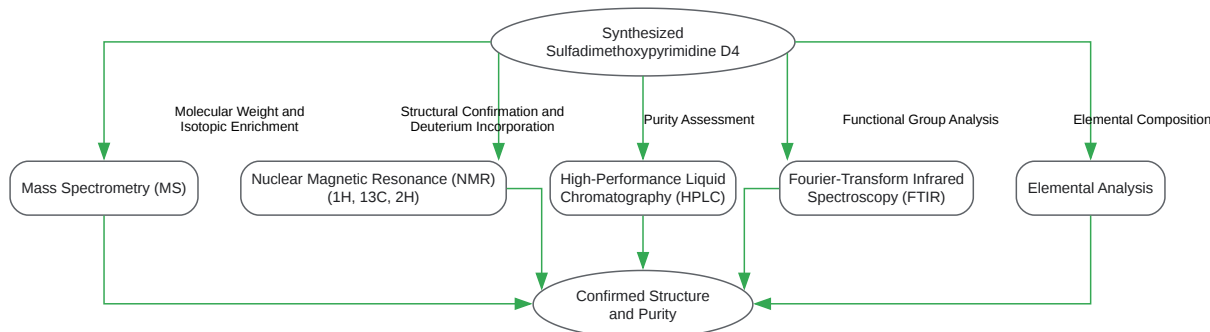 Synthesized
Sulfadimethoxypyrimidine D4
Molecular Weight and
Isotopic Enrichment
Structural Confirmation and
Deuterium Incorporation
Purity Assessment
Functional Group Analysis
Elemental Composition
Mass Spectrometry (MS)
Nuclear Magnetic Resonance (NMR)
(1H, 13C, 2H)
High-Performance Liquid
Chromatography (HPLC)
Fourier-Transform Infrared
Spectroscopy (FTIR)
Elemental Analysis
Confirmed Structure
and Purity